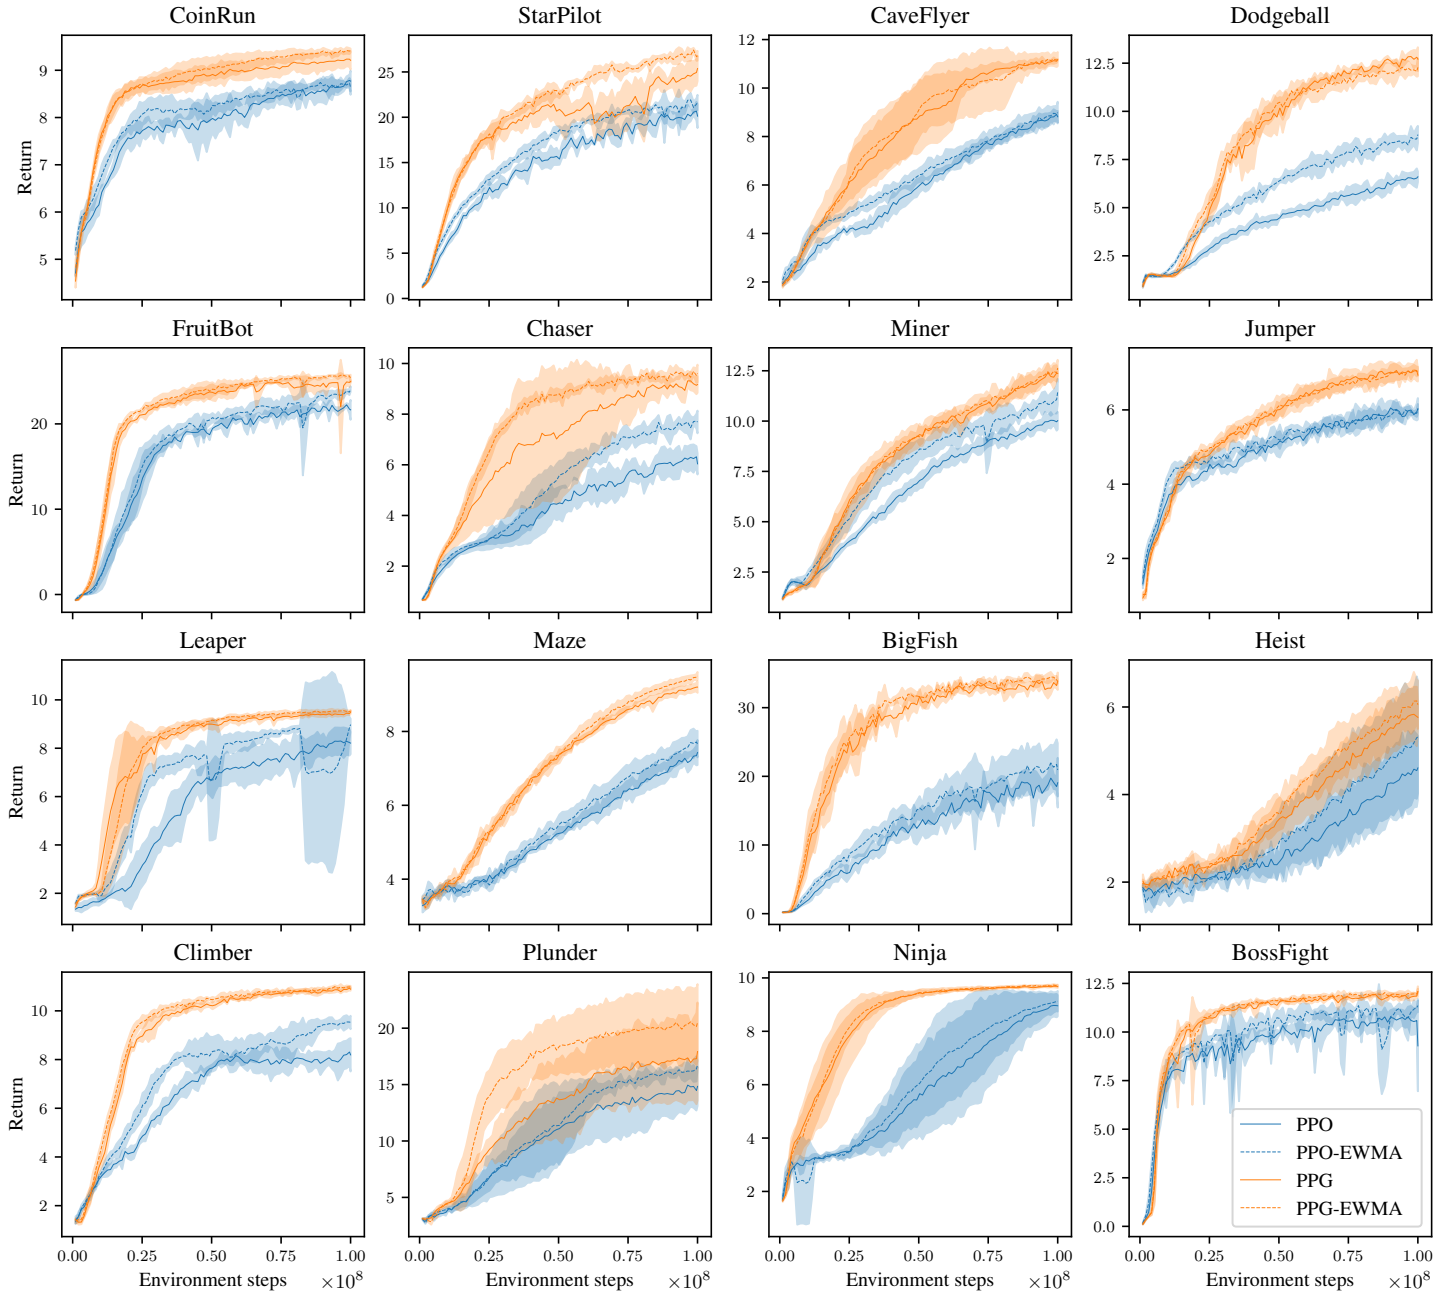 CoinRun
StarPilot
CaveFlyer
Dodgeball
Return
9
8
7
6
5
25
20
15
10
5
0
12
10
8
6
4
2
12.5
10.0
7.5
5.0
2.5
FruitBot
Chaser
Miner
Jumper
Return
20
10
0
10
8
6
4
2
12.5
10.0
7.5
5.0
2.5
6
4
2
Leaper
Maze
BigFish
Heist
Return
10
8
6
4
2
8
6
4
30
20
10
0
6
4
2
Climber
Plunder
Ninja
BossFight
Return
10
8
6
4
2
20
15
10
5
10
8
6
4
2
12.5
10.0
7.5
5.0
2.5
0.0
PPO
PPO-EWMA
PPG
PPG-EWMA
0.00 0.25 0.50 0.75 1.00
0.00 0.25 0.50 0.75 1.00
0.00 0.25 0.50 0.75 1.00
0.00 0.25 0.50 0.75 1.00
Environment steps ×10⁸
Environment steps ×10⁸
Environment steps ×10⁸
Environment steps ×10⁸